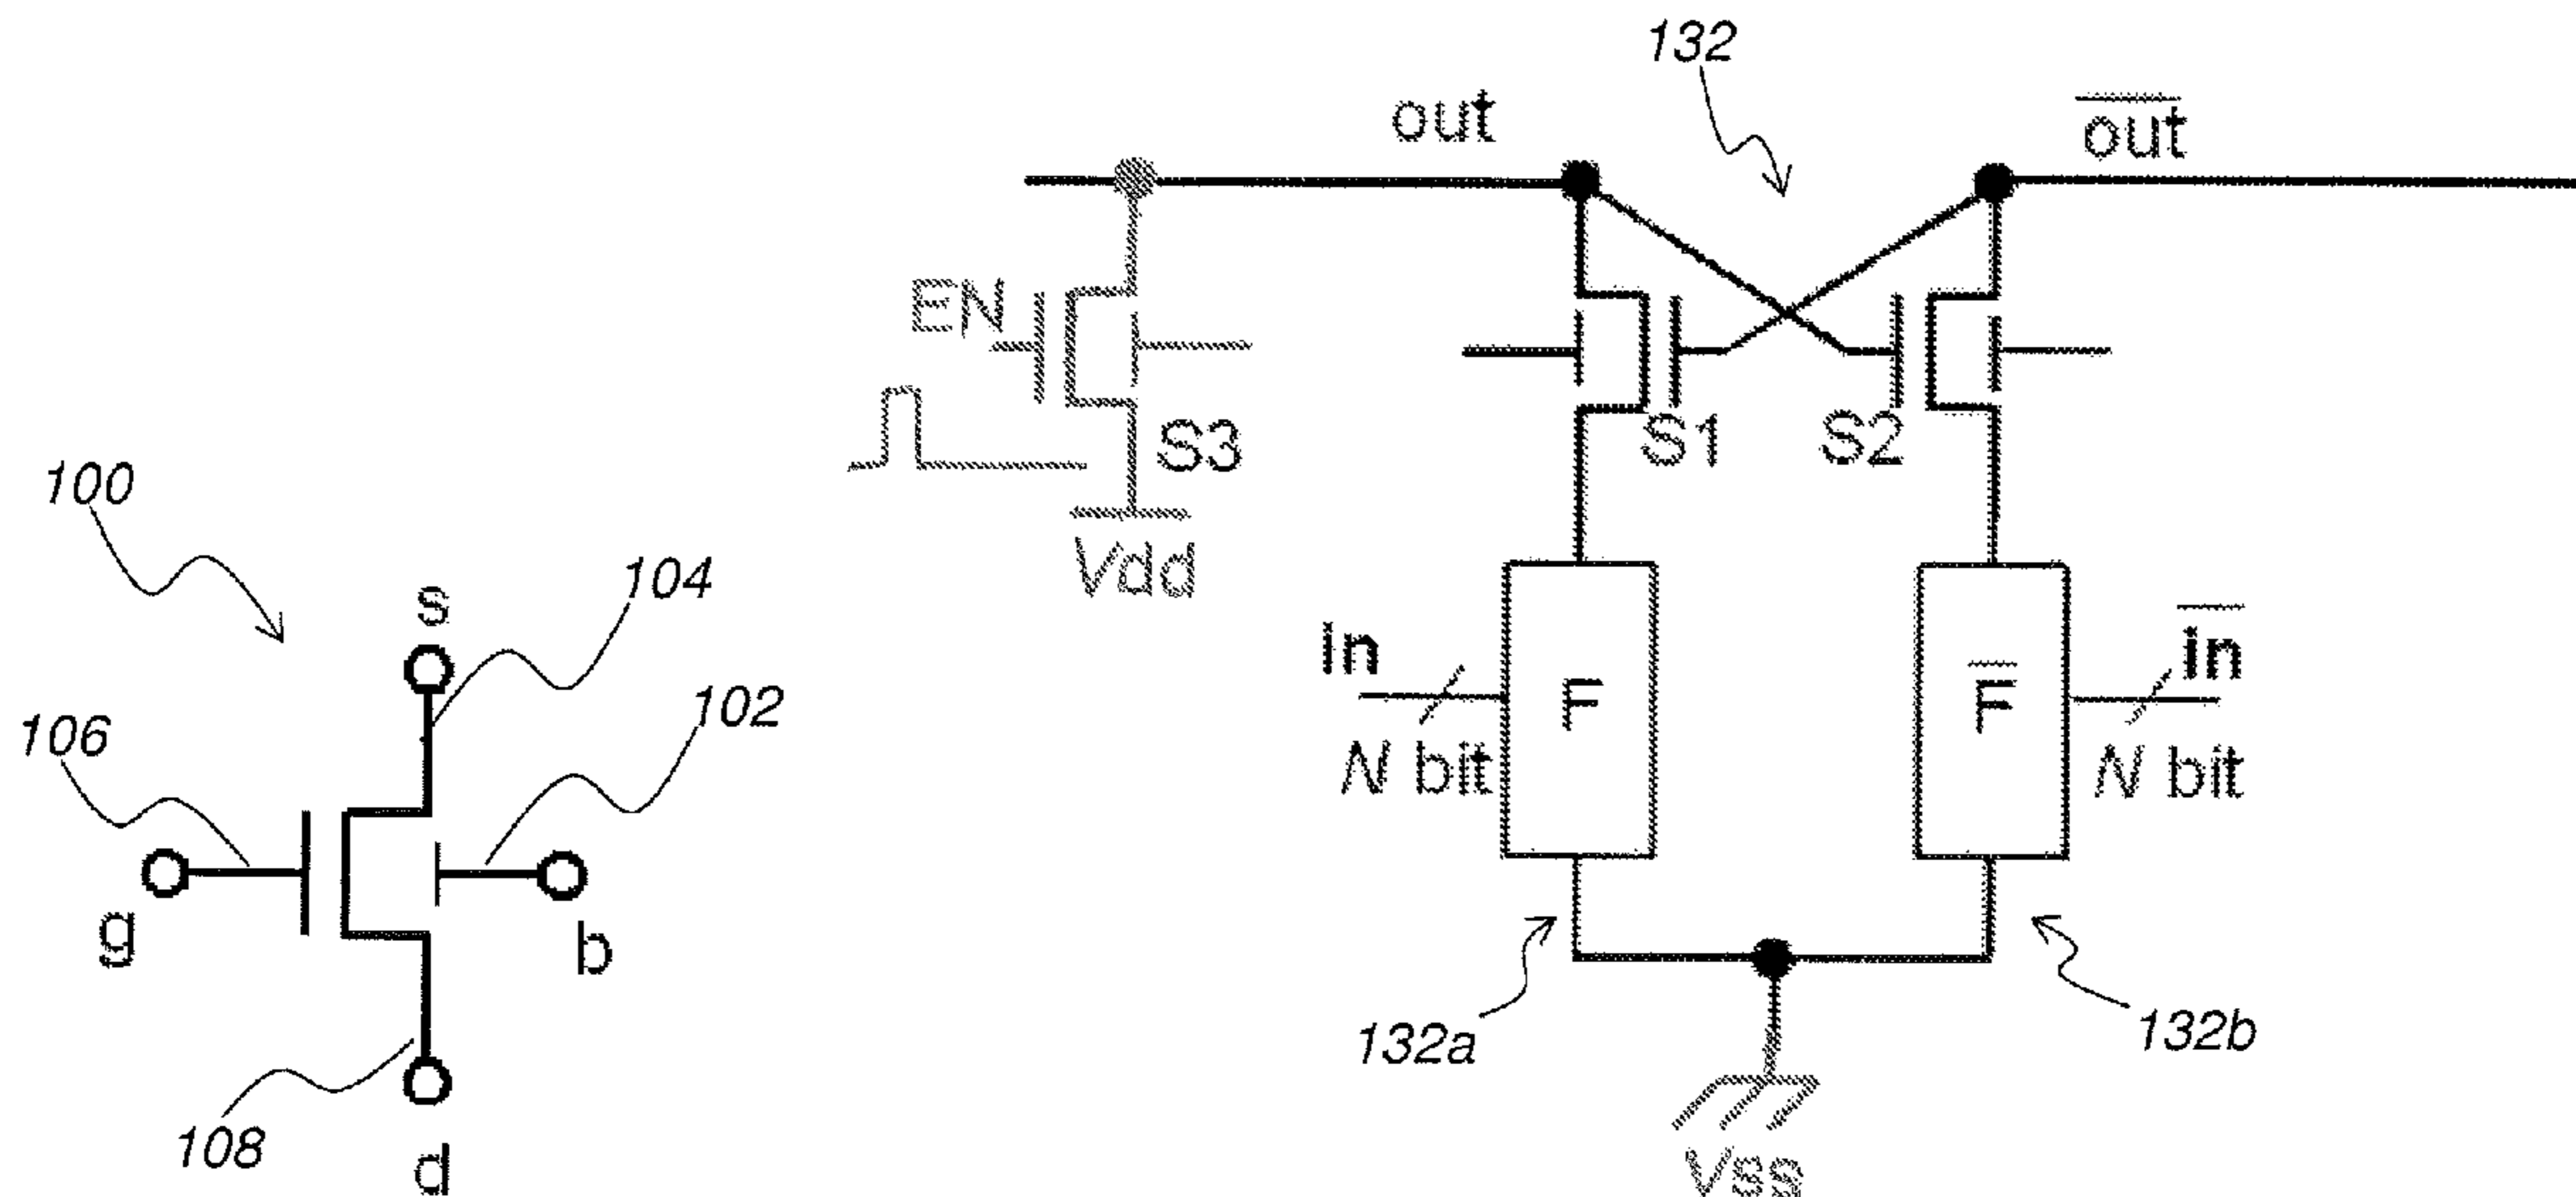 132
out
out
EN
S3
S1
S2
Vdd
100
s
104
102
106
g
b
108
d
in
N bit
F
F
in
N bit
132a
132b
Vss